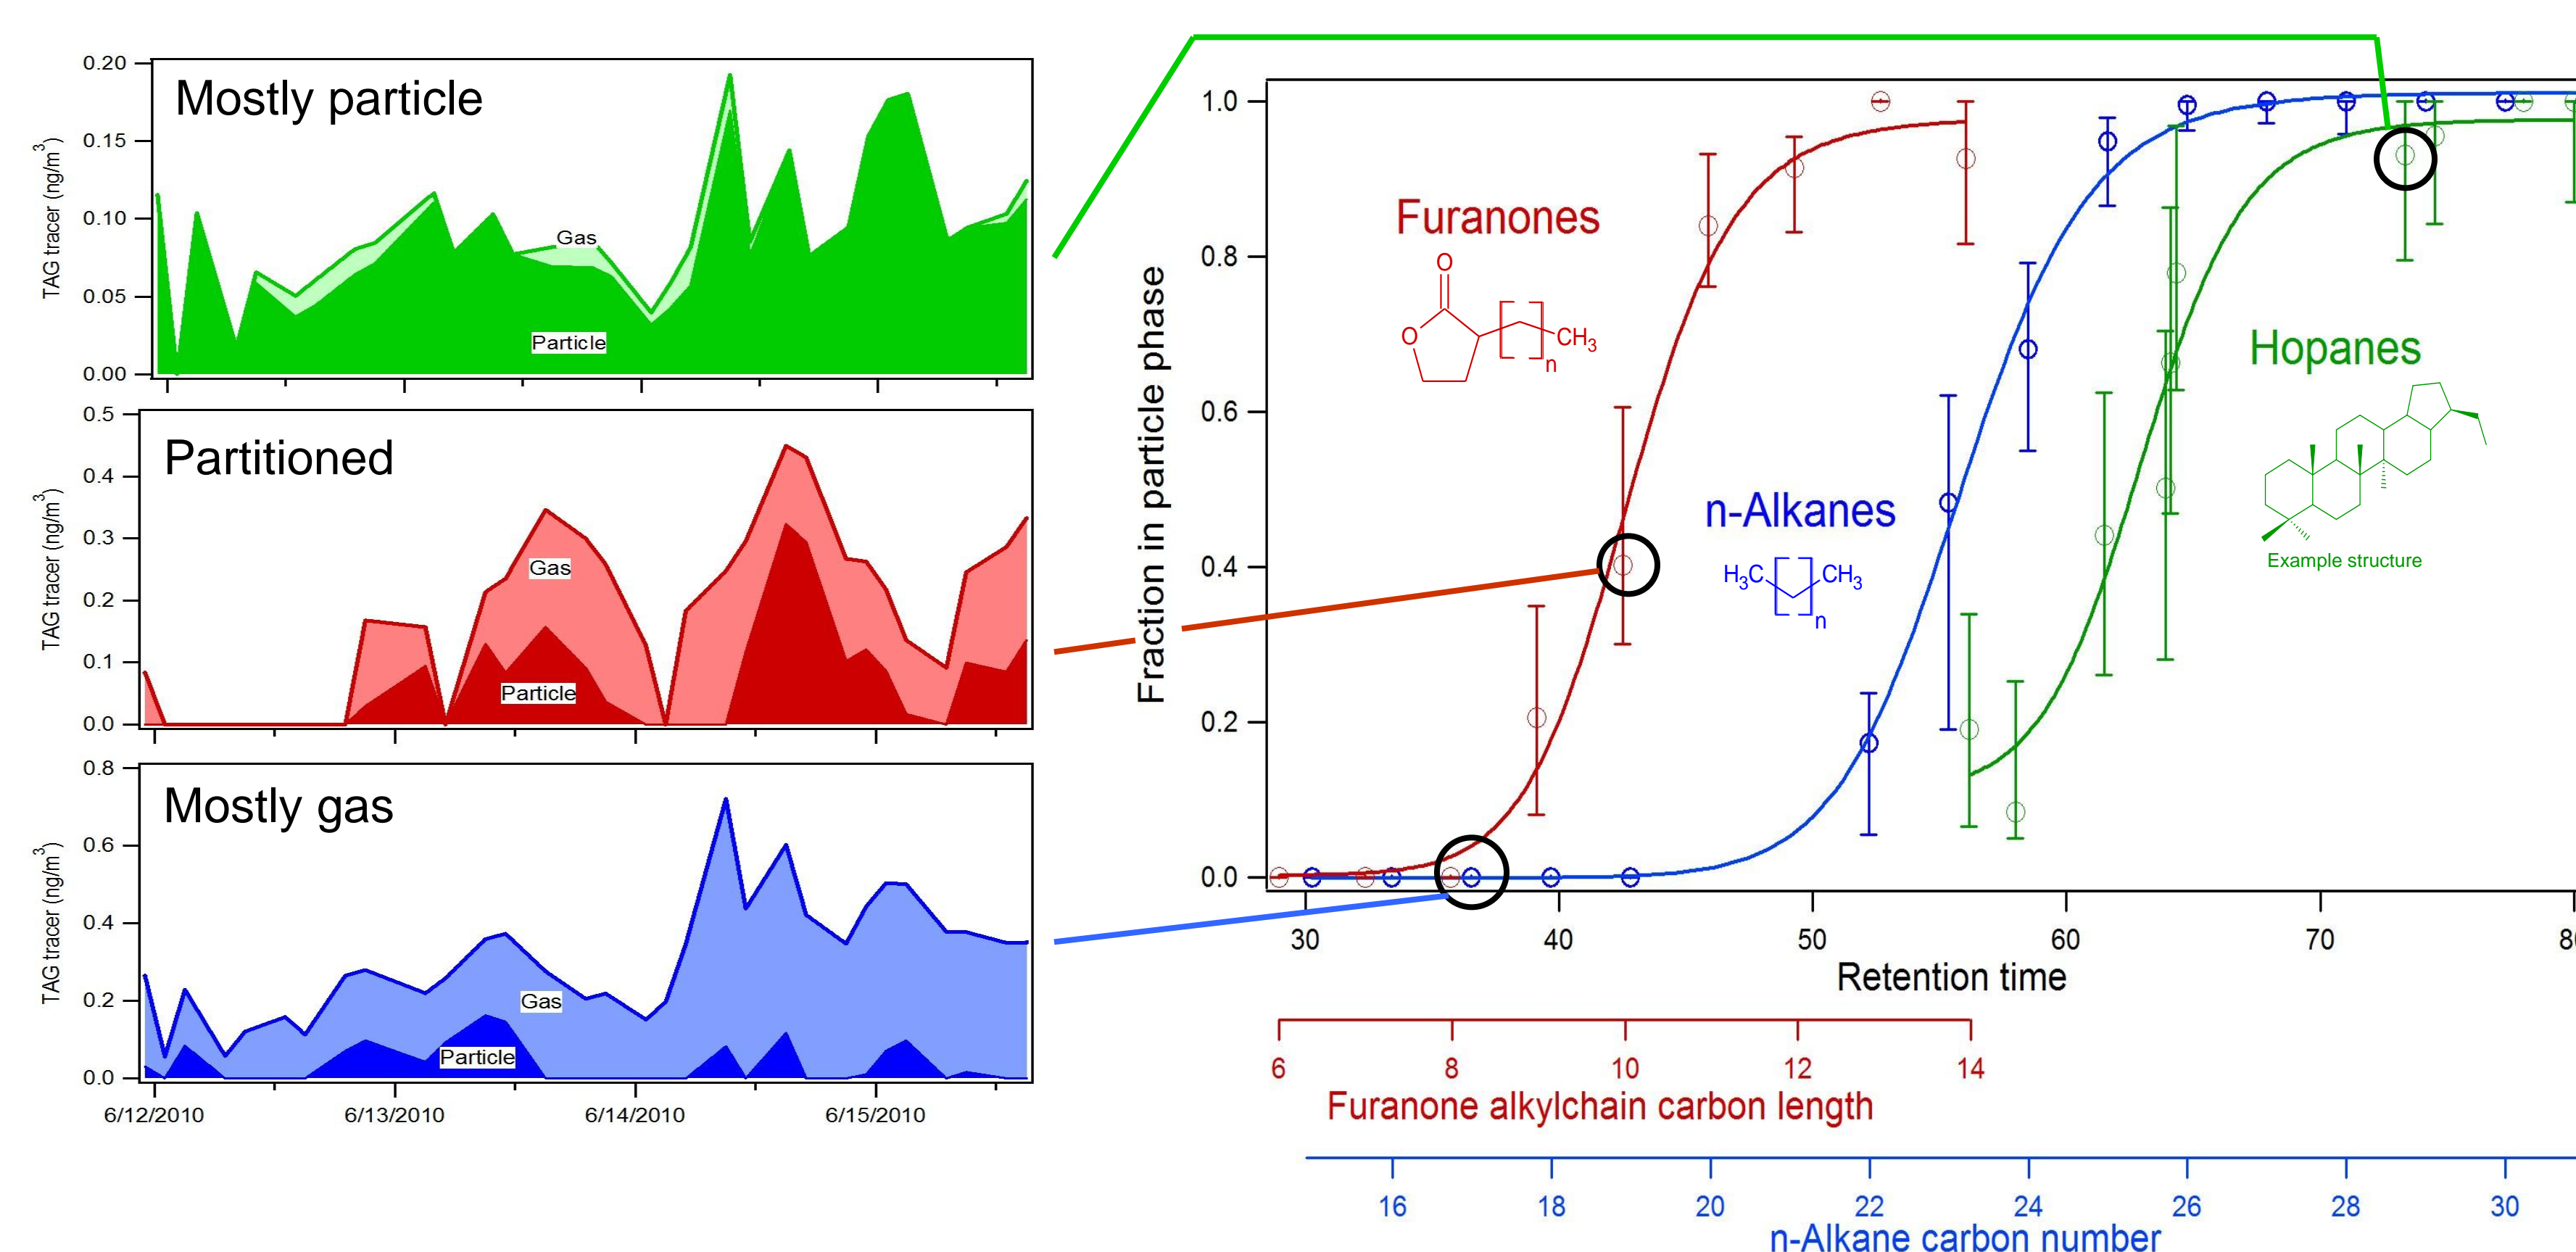 Mostly particle
TAG tracer (ng/m³)
0.20
0.15
0.10
0.05
0.00
Gas
Particle
Partitioned
TAG tracer (ng/m³)
0.5
0.4
0.3
0.2
0.1
0.0
Gas
Particle
Mostly gas
TAG tracer (ng/m³)
0.8
0.6
0.4
0.2
0.0
Gas
Particle
6/12/2010 6/13/2010 6/14/2010 6/15/2010
Fraction in particle phase
1.0
0.8
0.6
0.4
0.2
0.0
Furanones
O
O
CH₃
n
n-Alkanes
H₃C CH₃
n
Hopanes
Example structure
30 40 50 60 70
Retention time
6 8 10 12 14
Furanone alkylchain carbon length
16 18 20 22 24 26 28 30
n-Alkane carbon number